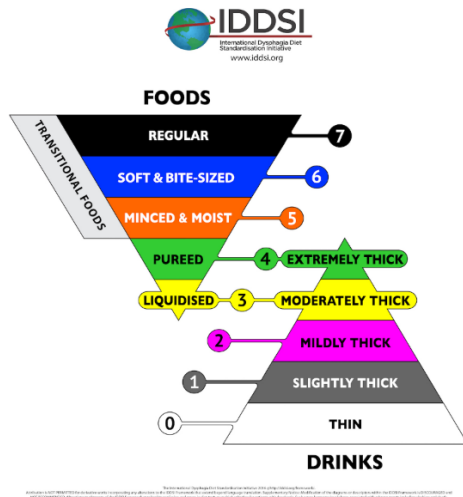 IDDSI
International Dysphagia Diet
Standardisation Initiative
www.iddsi.org
FOODS
TRANSITIONAL FOODS
REGULAR
7
SOFT & BITE-SIZED
6
MINCED & MOIST
5
PUREED
4
EXTREMELY THICK
LIQUIDISED
3
MODERATELY THICK
2
MILDLY THICK
1
SLIGHTLY THICK
0
THIN
DRINKS